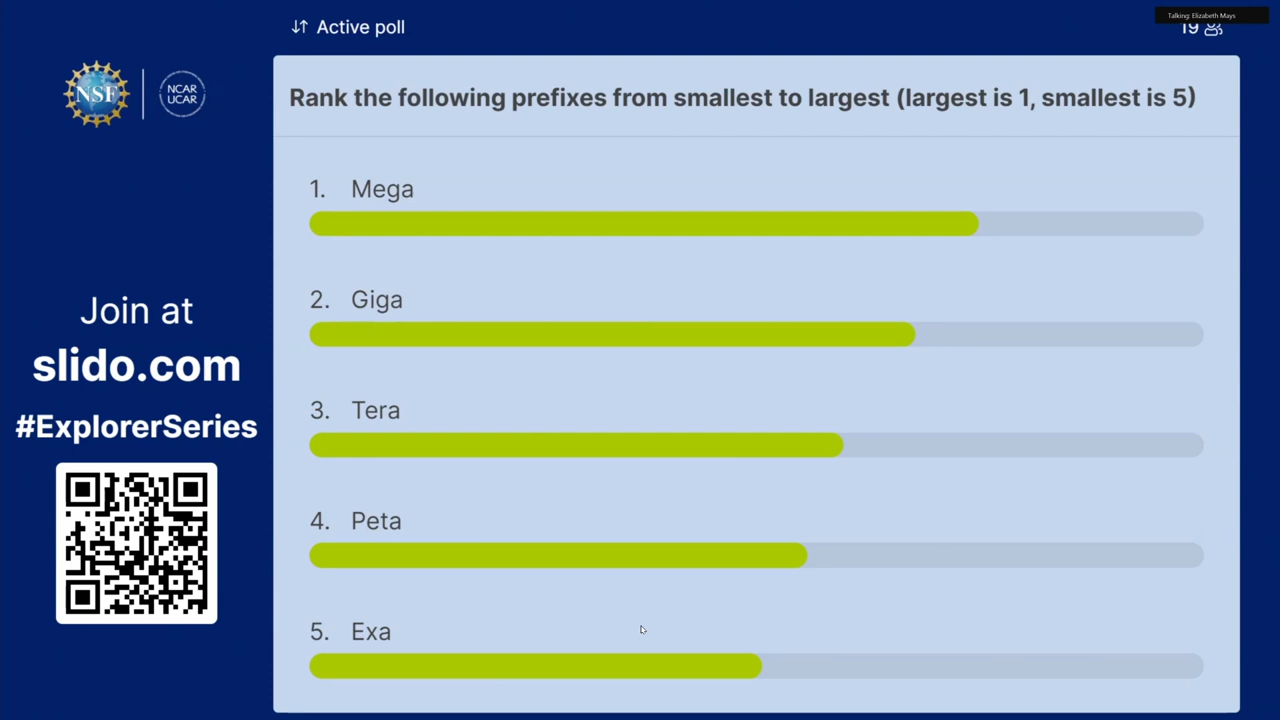 Talking: Elizabeth Mays
Active poll
19
NSF
NCAR
UCAR
Rank the following prefixes from smallest to largest (largest is 1, smallest is 5)
1. Mega
2. Giga
3. Tera
4. Peta
5. Exa
Join at
slido.com
#ExplorerSeries